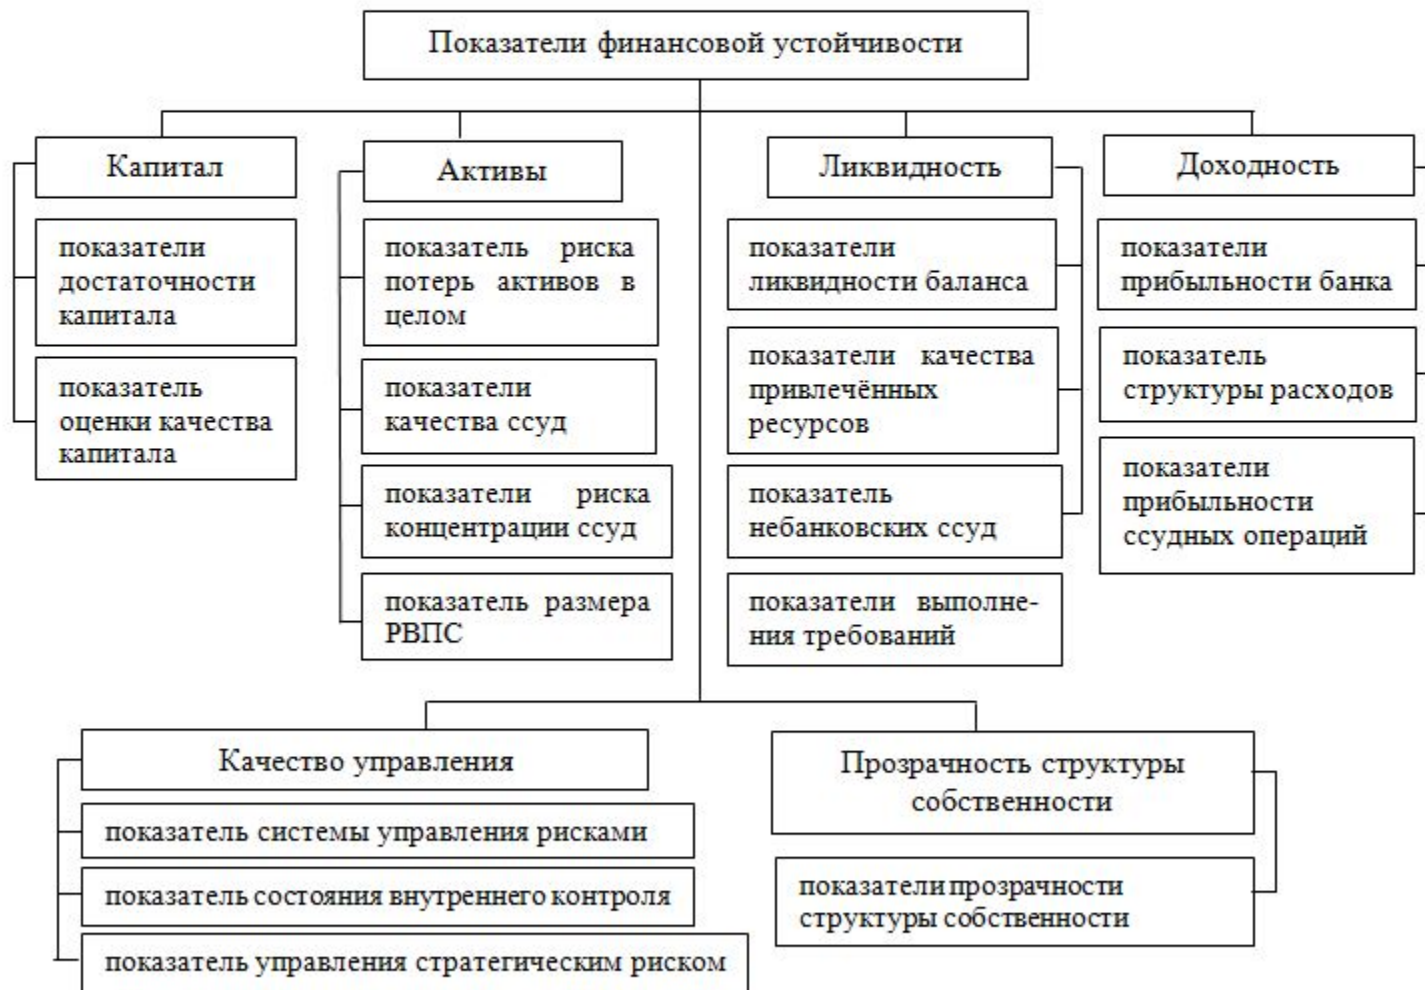 Показатели финансовой устойчивости
Капитал
показатели
достаточности
капитала
показатель
оценки качества
капитала
Активы
показатель риска
потерь активов в
целом
показатели
качества ссуд
показатели риска
концентрации ссуд
показатель размера
РВПС
Ликвидность
показатели
ликвидности баланса
показатели качества
привлечённых
ресурсов
показатель
небанковских ссуд
показатели выполне-
ния требований
Доходность
показатели
прибыльности банка
показатель
структуры расходов
показатели
прибыльности
ссудных операций
Качество управления
показатель системы управления рисками
показатель состояния внутреннего контроля
показатель управления стратегическим риском
Прозрачность структуры
собственности
показатели прозрачности
структуры собственности